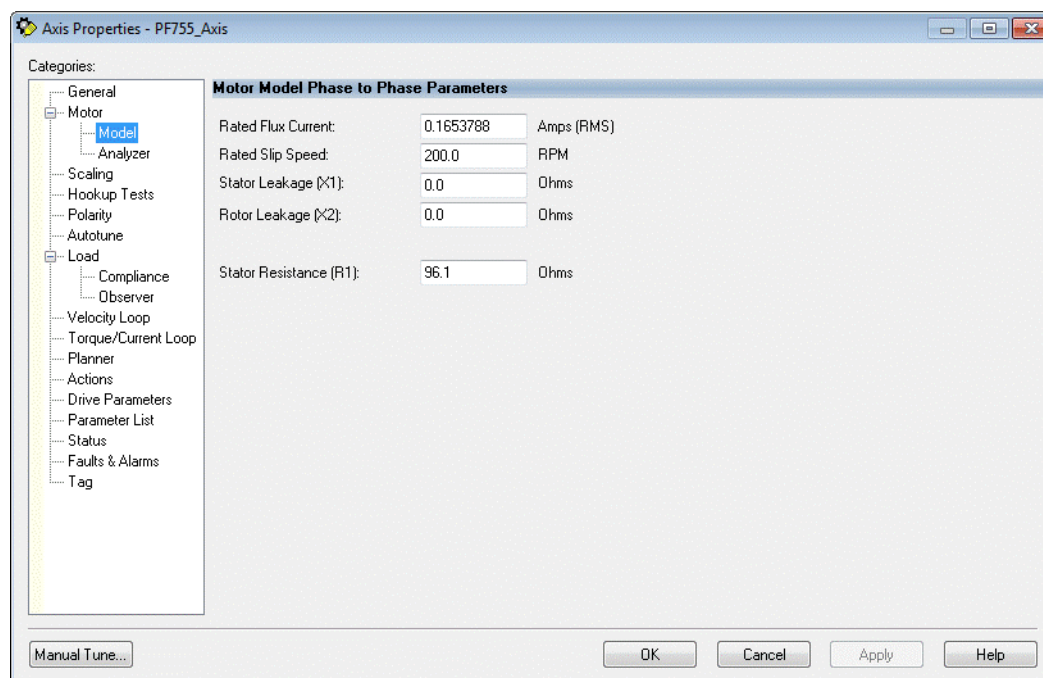 Axis Properties - PF755_Axis
Categories:
General
Motor
Model
Analyzer
Scaling
Hookup Tests
Polarity
Autotune
Load
Compliance
Observer
Velocity Loop
Torque/Current Loop
Planner
Actions
Drive Parameters
Parameter List
Status
Faults & Alarms
Tag
Motor Model Phase to Phase Parameters
Rated Flux Current: 0.1653788 Amps (RMS)
Rated Slip Speed: 200.0 RPM
Stator Leakage (X1): 0.0 Ohms
Rotor Leakage (X2): 0.0 Ohms
Stator Resistance (R1): 96.1 Ohms
Manual Tune... OK Cancel Apply Help